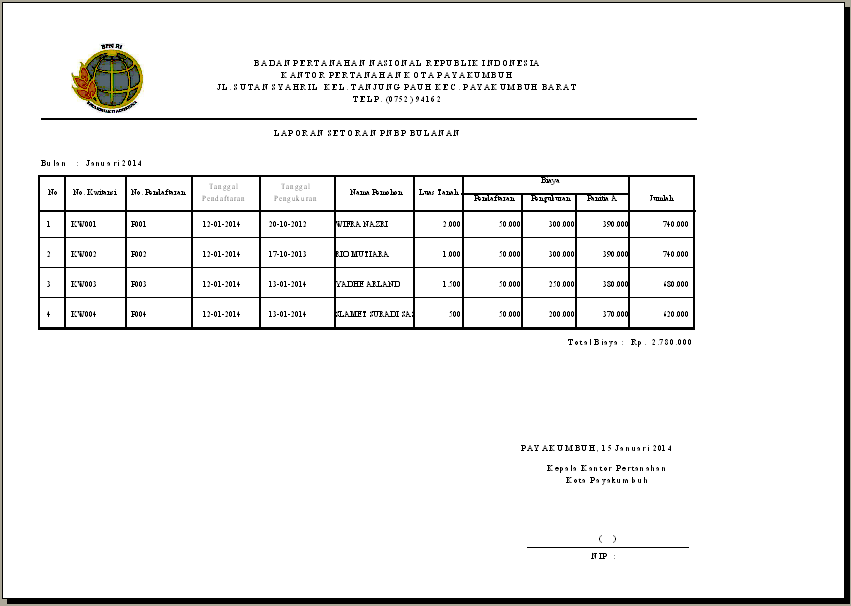 BPN RI
BADAN PERTANAHAN NASIONAL REPUBLIK INDONESIA
KANTOR PERTANAHAN KOTA PAYAKUMBUH
JL. SUTAN SYAHRIL KEL. TANJUNG PAUH KEC. PAYAKUMBUH BARAT
TELP. (0752) 94162
LAPORAN SETORAN PNBP BULANAN
Bulan : Januari 2014
No No. Kwitansi No. Pendaftaran Tanggal Pendaftaran Tanggal Pengukuran Nama Pemohon Luas Tanah Biaya Pendaftaran Pengukuran Panitia A Jumlah
1 KW001 P001 12-01-2014 20-10-2012 WIFRA NAZRI 2.000 50.000 300.000 390.000 740.000
2 KW002 P002 12-01-2014 17-10-2013 RIO MUTIARA 1.000 50.000 300.000 390.000 740.000
3 KW003 P003 12-01-2014 13-01-2014 YADHE ARLAND 1.500 50.000 250.000 380.000 680.000
4 KW004 P004 12-01-2014 13-01-2014 SLAMET SURADI SAS 500 50.000 200.000 370.000 620.000
Total Biaya : Rp. 2.780.000
PAYAKUMBUH, 15 Januari 2014
Kepala Kantor Pertanahan
Kota Payakumbuh
( )
NIP :